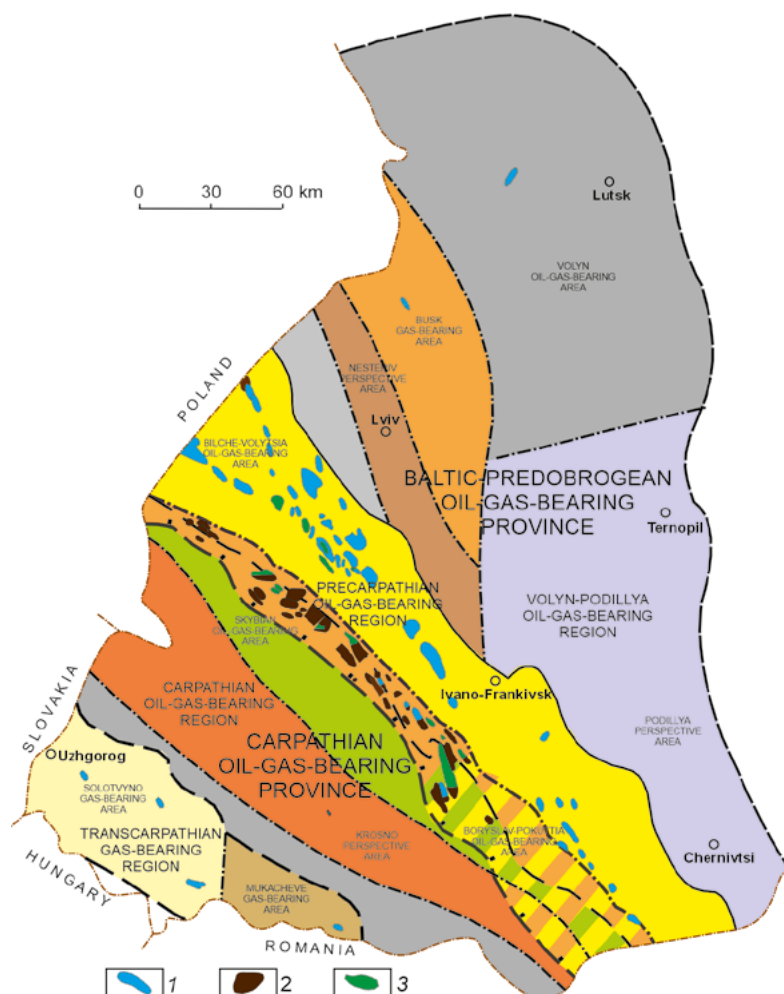 0 30 60 km
Lutsk
VOLYN
OIL-GAS-BEARING
AREA
BUSK
GAS-BEARING
AREA
POLAND
NESTERIV
PERSPECTIVE
AREA
Lviv
BILCHE-VOLYTSIA
OIL-GAS-BEARING
AREA
BALTIC-PREDOBROGEAN
OIL-GAS-BEARING
PROVINCE
Ternopil
PRECARPATHIAN
OIL-GAS-BEARING
REGION
VOLYN-PODILLYA
OIL-GAS-BEARING
REGION
SKYBIAN
OIL-GAS-BEARING
AREA
CARPATHIAN
OIL-GAS-BEARING
REGION
Ivano-Frankivsk
SLOVAKIA
CARPATHIAN
OIL-GAS-BEARING
PROVINCE
PODILLYA
PERSPECTIVE
AREA
Uzhgorog
SOLOTVYNO
GAS-BEARING
AREA
TRANSCARPATHIAN
GAS-BEARING
REGION
KROSNO
PERSPECTIVE
AREA
BORYSLAV-POKUTTIA
OIL-GAS-BEARING
AREA
Chernivtsi
HUNGARY
MUKACHEVE
GAS-BEARING
AREA
ROMANIA
1 2 3